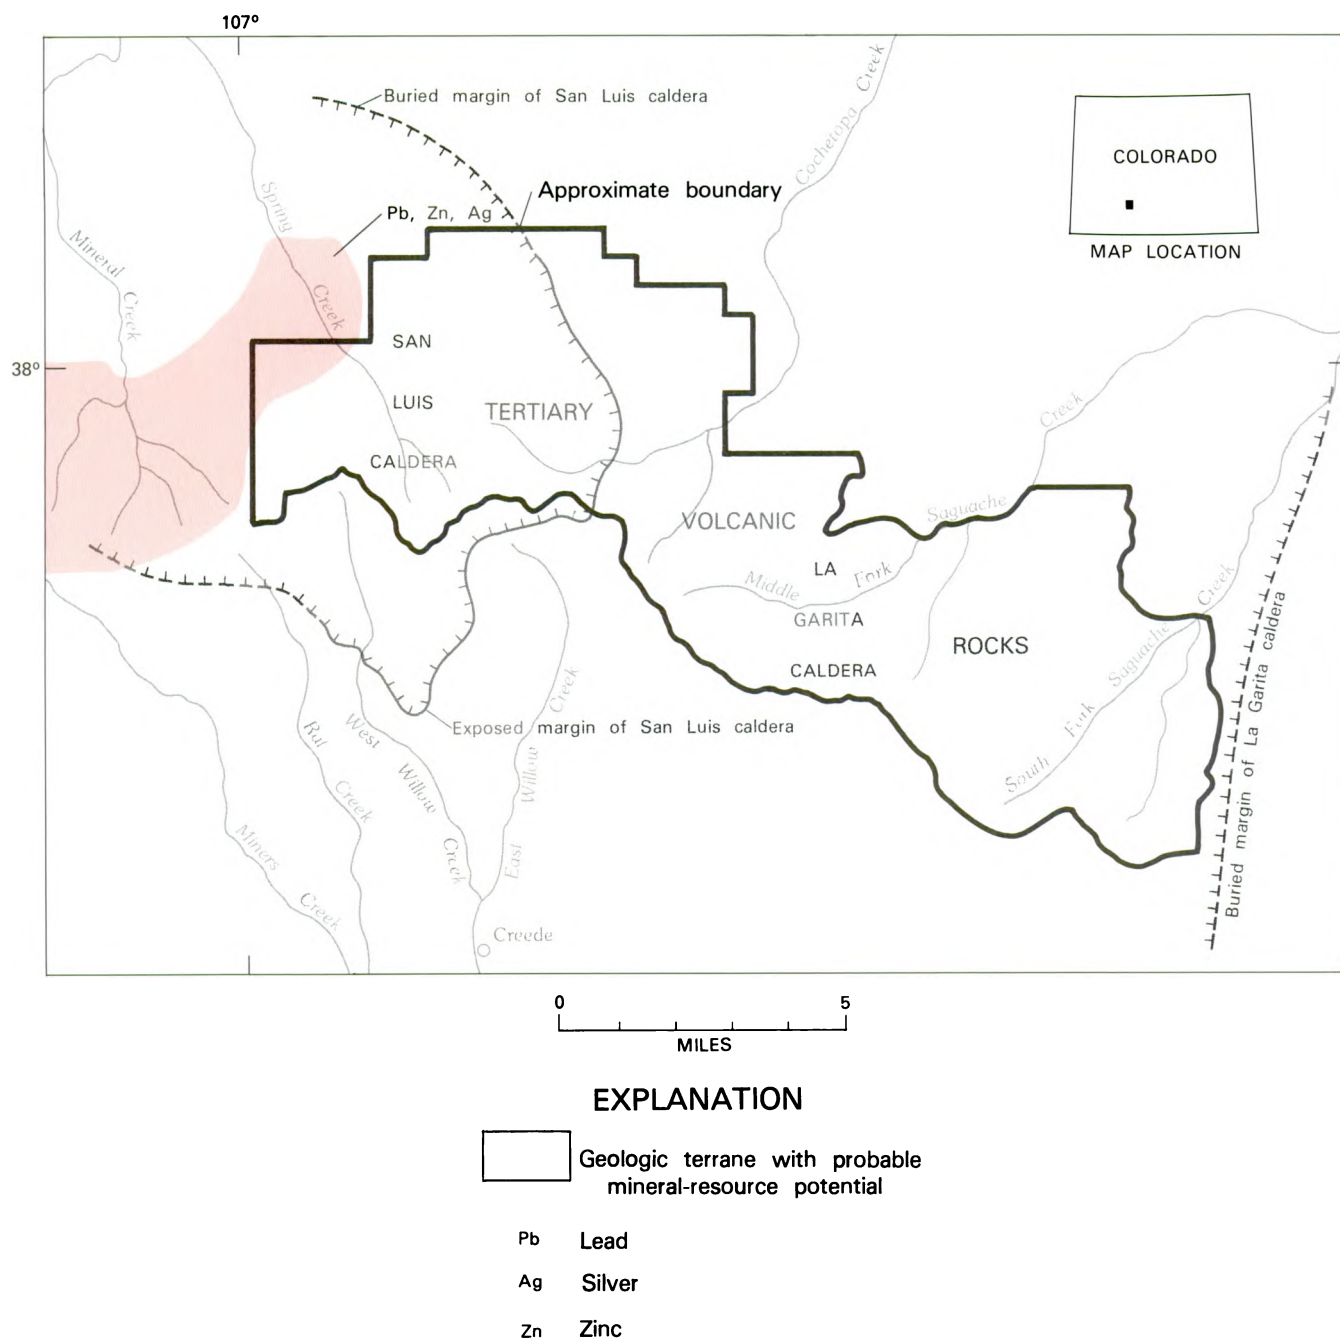 107°
Buried margin of San Luis caldera
Cochetopa Creek
COLORADO
MAP LOCATION
Approximate boundary
Pb, Zn, Ag
Spring
Creek
Mineral
Creek
38°
SAN
LUIS
CALDERA
TERTIARY
VOLCANIC
ROCKS
Creek
Saguache
LA
GARITA
CALDERA
Middle Fork
Creek
Saguache
Fork
South
Buried margin of La Garita caldera
Exposed margin of San Luis caldera
Rat
Creek
West
Willow
Creek
East Willow Creek
Miners
Creek
Creede
0 5
MILES
EXPLANATION
Geologic terrane with probable
mineral-resource potential
Pb Lead
Ag Silver
Zn Zinc